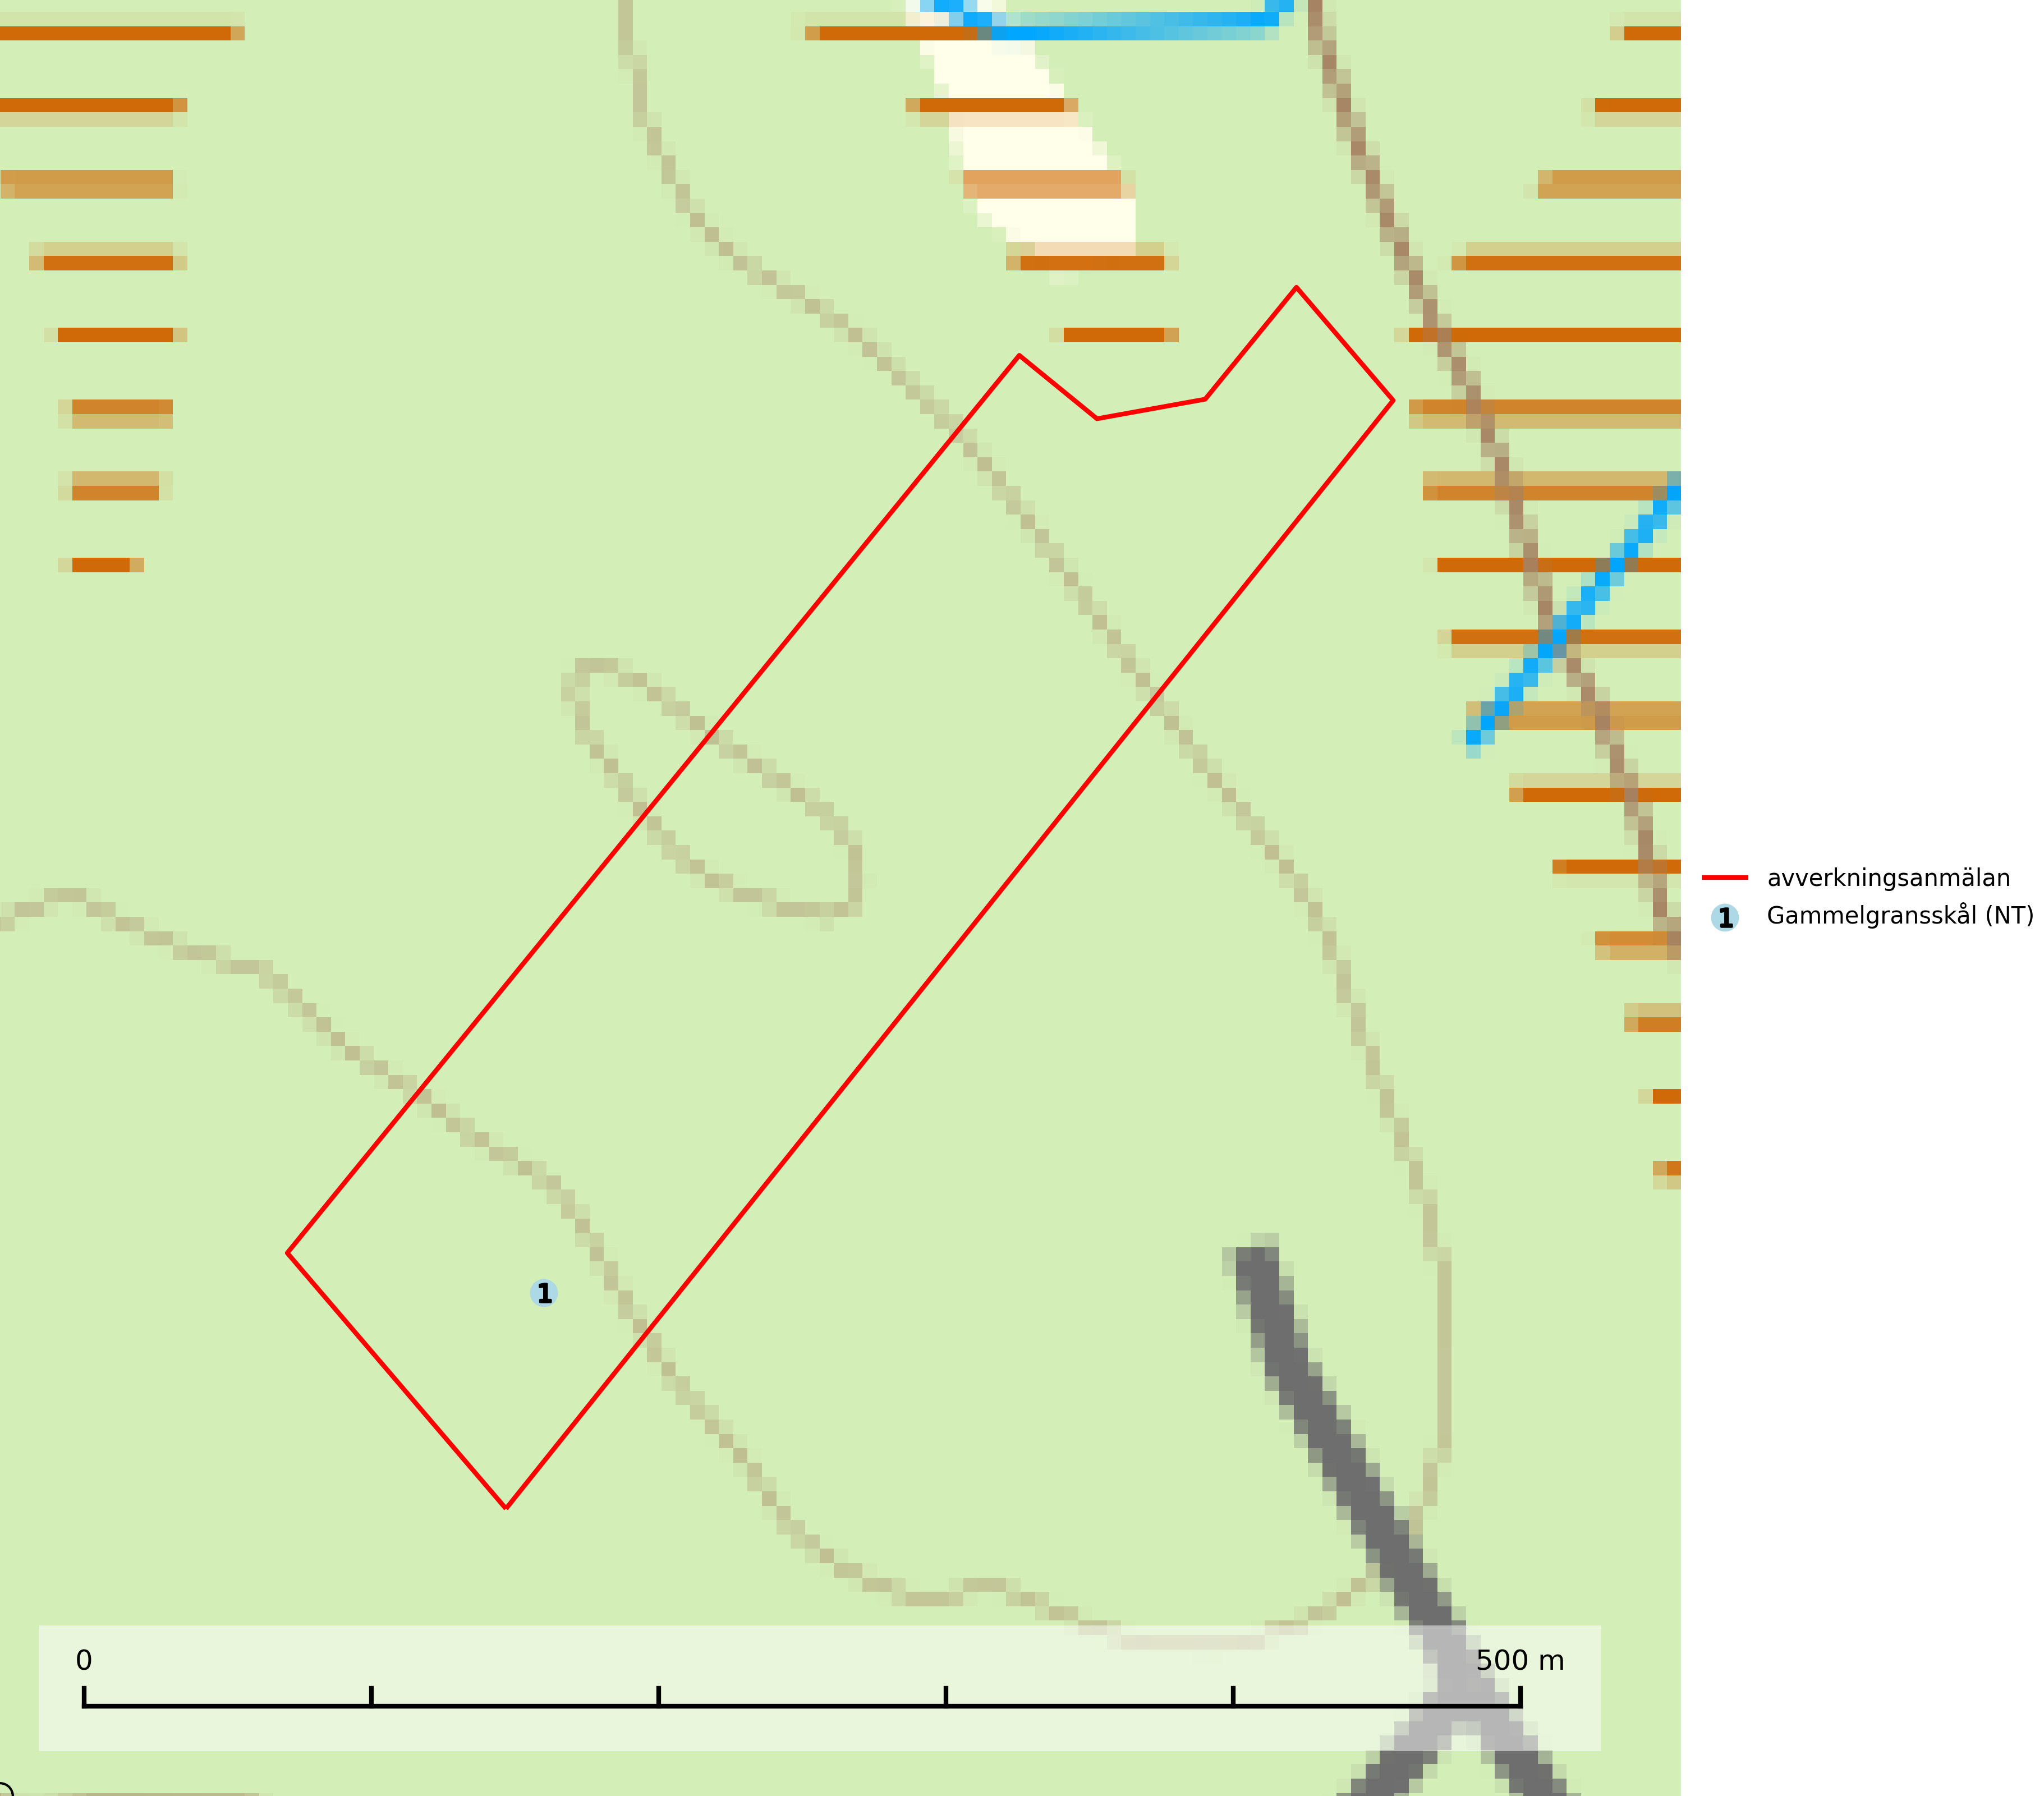 avverkningsanmälan
1 Gammelgransskål (NT)
1
0 500 m